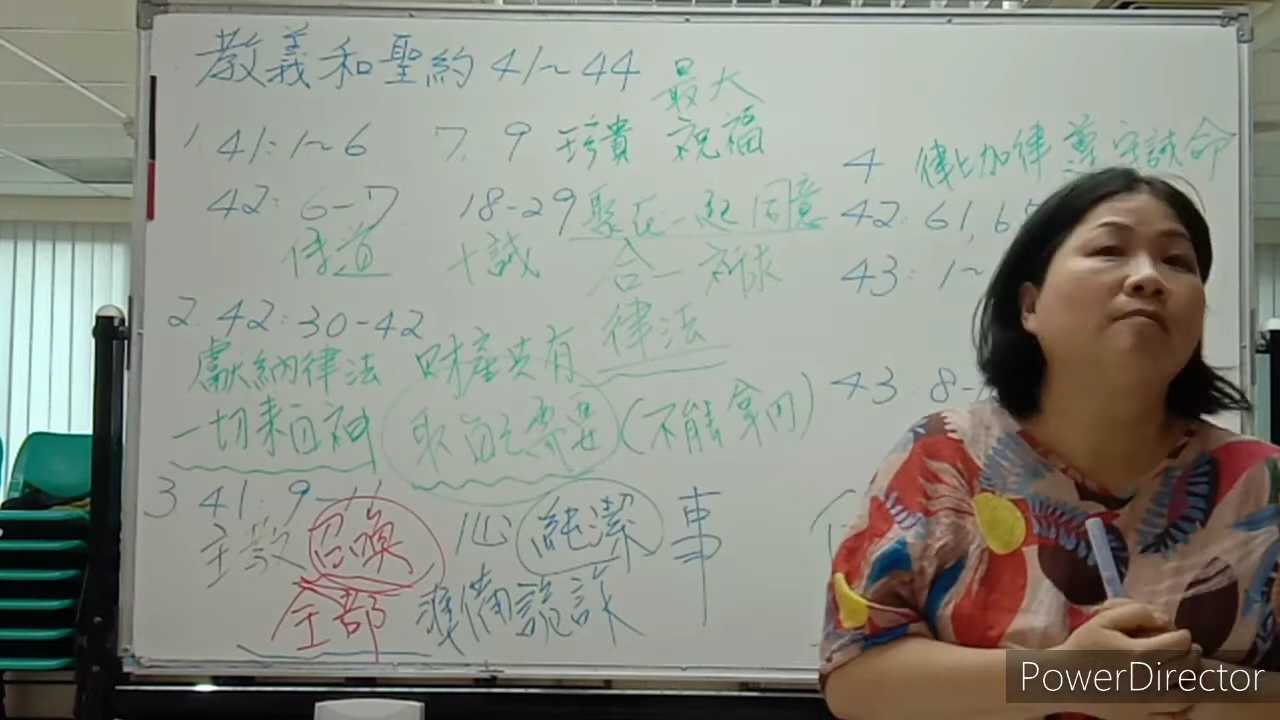 教義和聖約 41~44
最大
祝福
1. 41:1~6 7, 9 珍貴
42:6-7 18-29 聚在一起同意
傳道 十誡 合一
律法
2. 42:30-42
獻納律法 財產共有
一切來自神 取自己需要 (不能拿回)
3 41:9-11
主教 召喚 心純潔 事
全部 準備
4 律上加律 遵守誡命
42:61, 6
43:1~
43:8-
PowerDirector